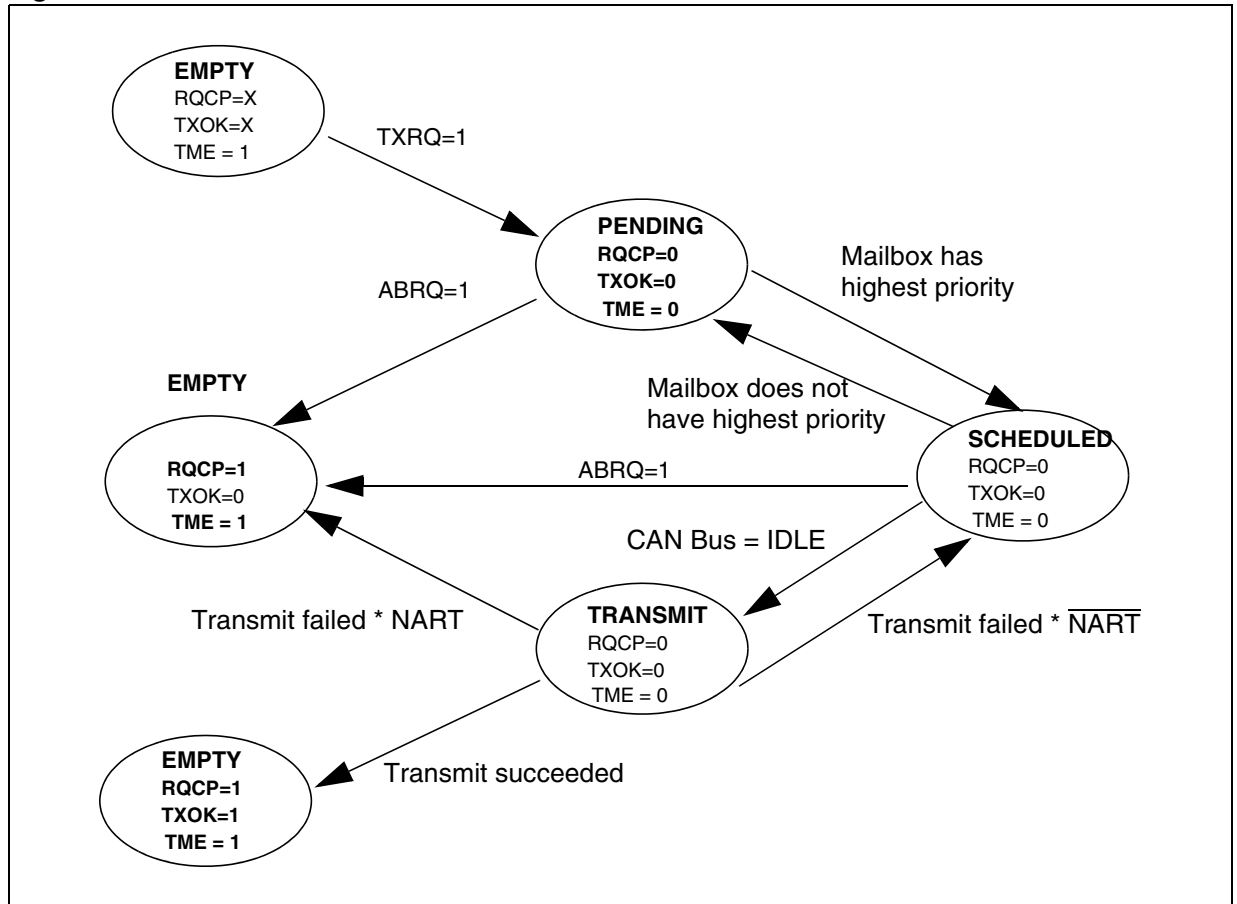 EMPTY
RQCP=X
TXOK=X
TME = 1
TXRQ=1
PENDING
RQCP=0
TXOK=0
TME = 0
Mailbox has
highest priority
ABRQ=1
EMPTY
RQCP=1
TXOK=0
TME = 1
Mailbox does not
have highest priority
SCHEDULED
RQCP=0
TXOK=0
TME = 0
ABRQ=1
CAN Bus = IDLE
Transmit failed * NART
TRANSMIT
RQCP=0
TXOK=0
TME = 0
Transmit failed * N̅A̅R̅T̅
EMPTY
RQCP=1
TXOK=1
TME = 1
Transmit succeeded